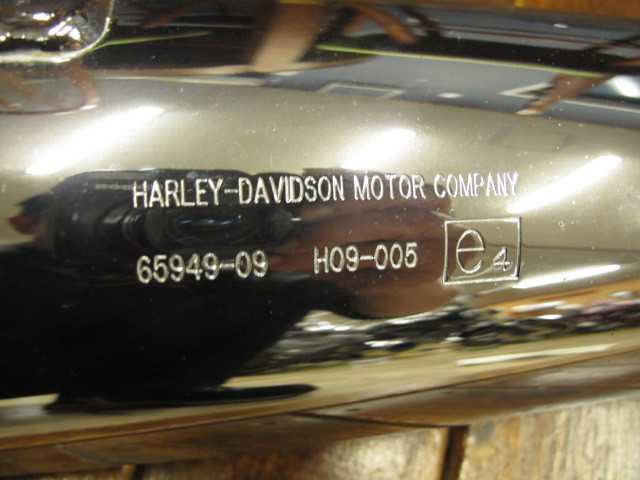 HARLEY-DAVIDSON MOTOR COMPANY
65949-09 H09-005 e4